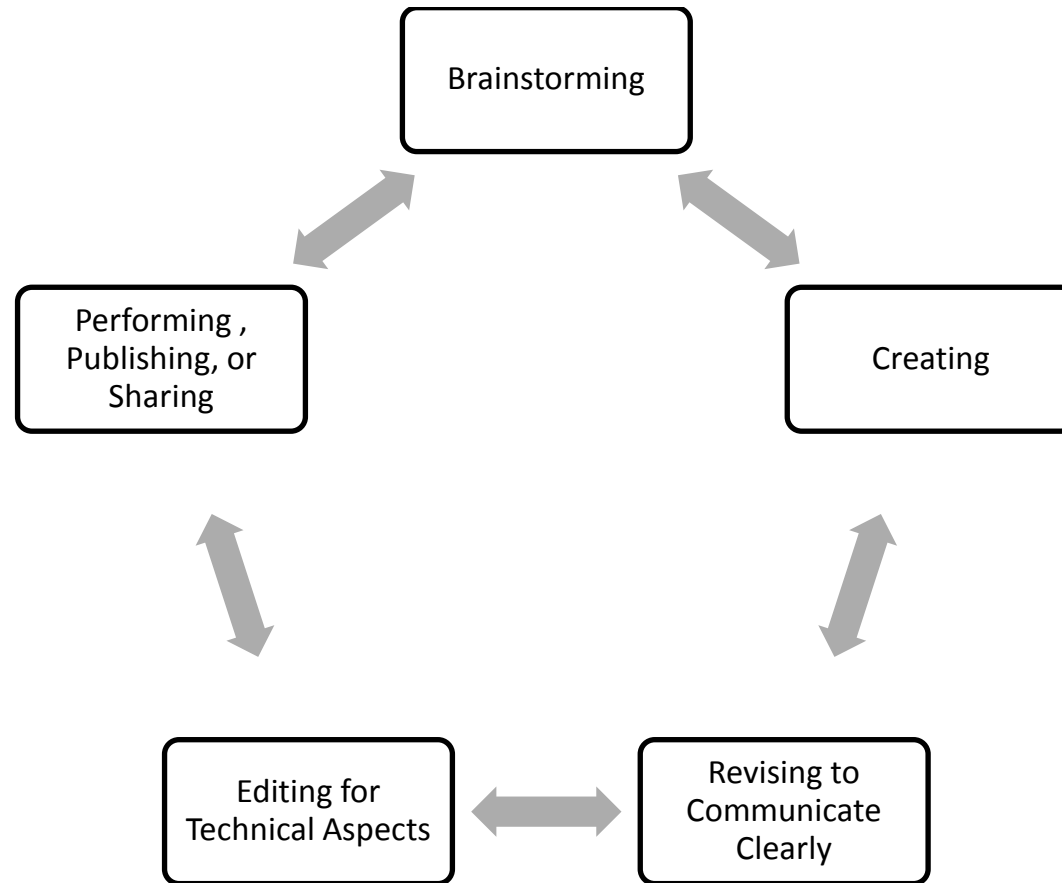 Brainstorming
Performing ,
Publishing, or
Sharing
Creating
Editing for
Technical Aspects
Revising to
Communicate
Clearly